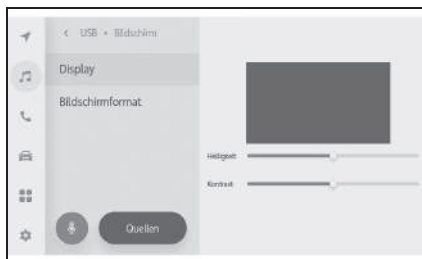 USB • Bildschirm
Display
Bildschirmformat
Helligkeit
Kontrast
Quellen